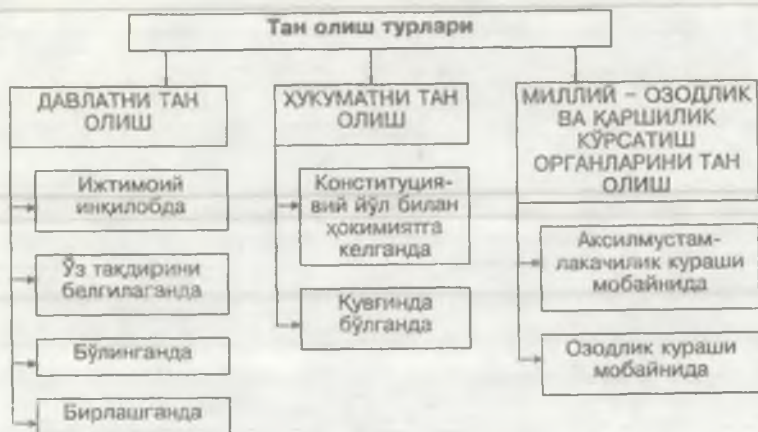 Тан олиш турлари
ДАВЛАТНИ ТАН
ОЛИШ
Ижтимоий
инқилобда
Ўз тақдирини
белгилаганда
Бўлинганда
Бирлашганда
ҲУКУМАТНИ ТАН
ОЛИШ
Конституция-
вий йўл билан
ҳокимиятга
келганда
Қувғинда
бўлганда
МИЛЛИЙ – ОЗОДЛИК
ВА ҚАРШИЛИК
КЎРСАТИШ
ОРГАНЛАРИНИ ТАН
ОЛИШ
Аксилмустам-
лакачилик кураши
мобайнида
Озодлик кураши
мобайнида